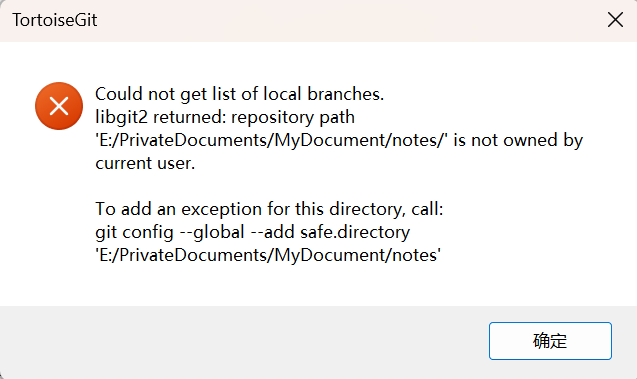 TortoiseGit
Could not get list of local branches.
libgit2 returned: repository path
'E:/PrivateDocuments/MyDocument/notes/' is not owned by
current user.
To add an exception for this directory, call:
git config --global --add safe.directory
'E:/PrivateDocuments/MyDocument/notes'
确定